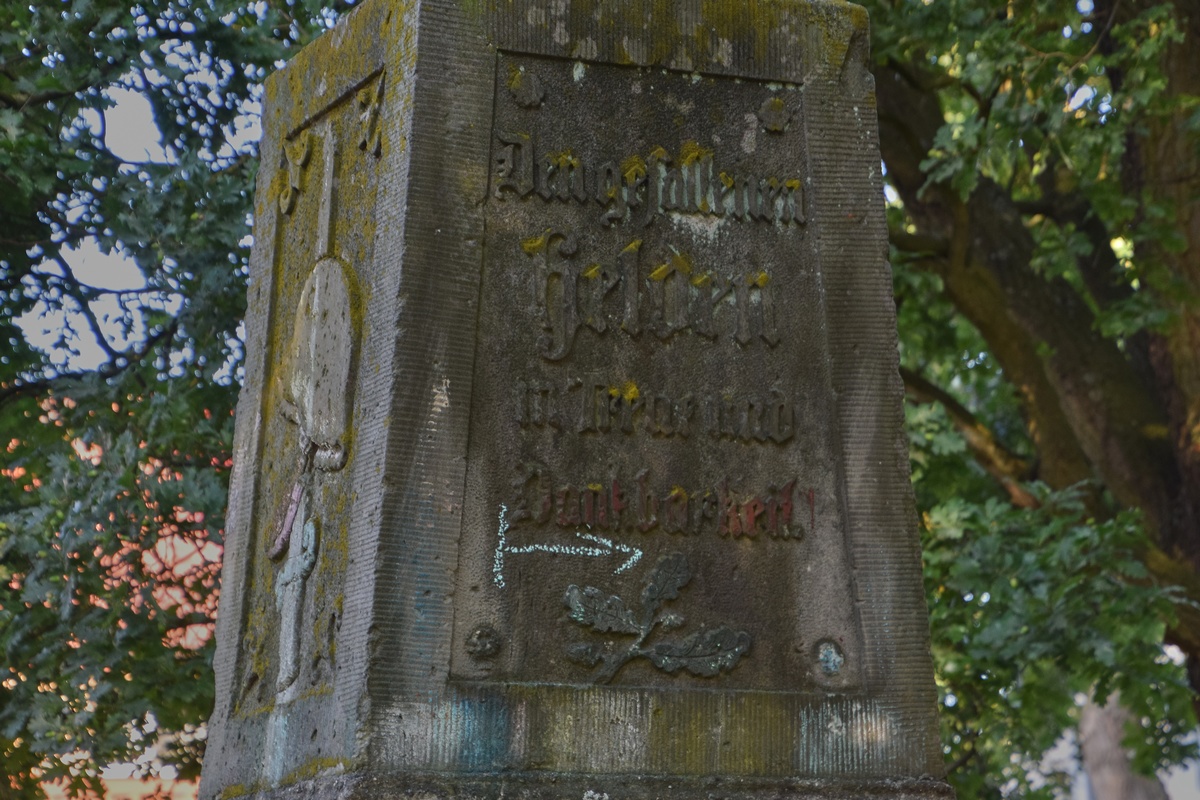 Den gefallenen
Helden
in Treue und
Dankbarkeit!